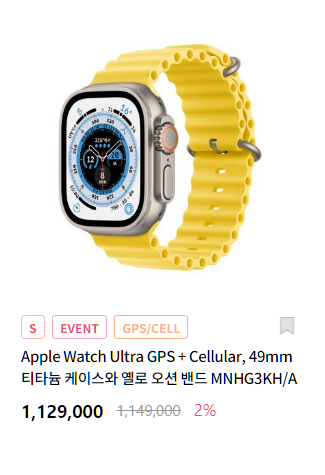 S EVENT GPS/CELL
Apple Watch Ultra GPS + Cellular, 49mm
티타늄 케이스와 옐로 오션 밴드 MNHG3KH/A
1,129,000 1,149,000 2%